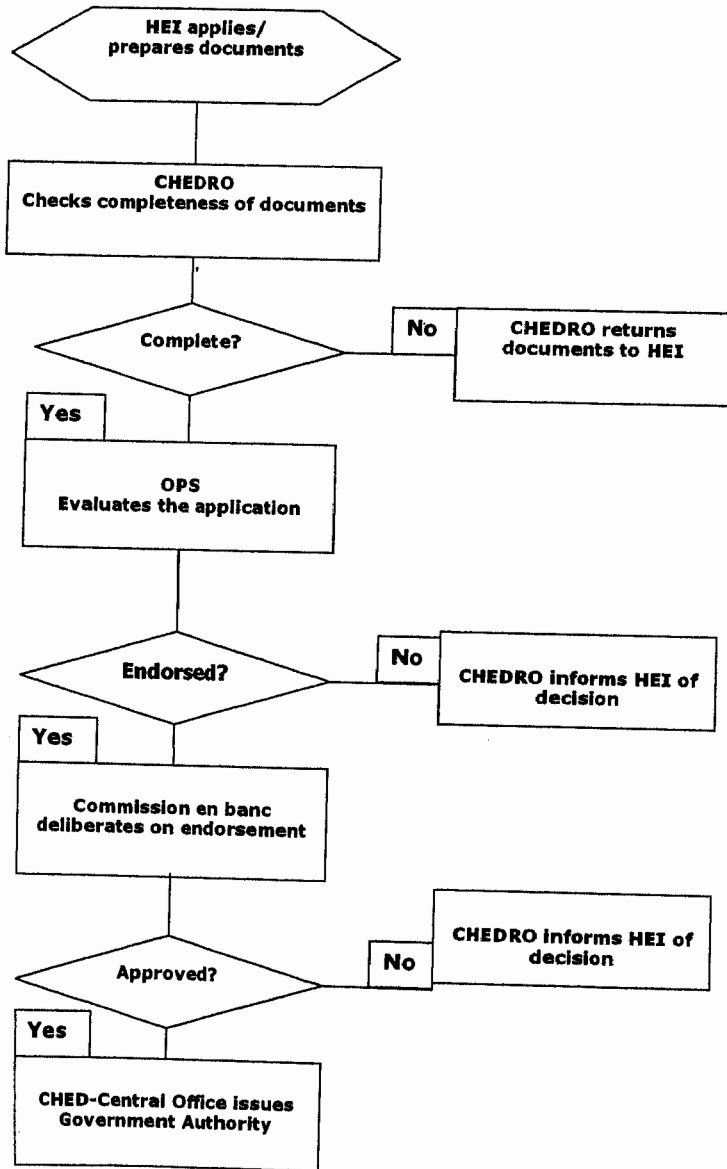 HEI applies/
prepares documents
CHEDRO
Checks completeness of documents
Complete?
No
CHEDRO returns
documents to HEI
Yes
OPS
Evaluates the application
Endorsed?
No
CHEDRO informs HEI of
decision
Yes
Commission en banc
deliberates on endorsement
Approved?
No
CHEDRO informs HEI of
decision
Yes
CHED-Central Office issues
Government Authority